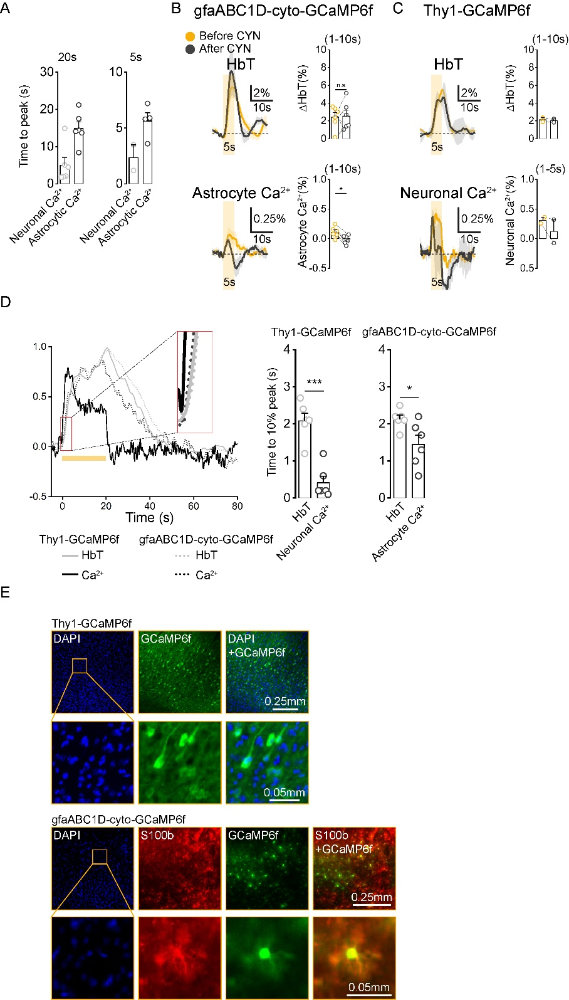 A
20s
5s
Time to peak (s)
30
20
10
0
10
5
0
Neuronal Ca²⁺
Astrocytic Ca²⁺
Neuronal Ca²⁺
Astrocytic Ca²⁺
B
gfaABC1D-cyto-GCaMP6f
Before CYN
After CYN
HbT
2%
10s
5s
(1-10s)
ΔHbT(%)
10
8
6
4
2
0
n.s
Astrocyte Ca²⁺
0.25%
10s
5s
(1-10s)
Astrocyte Ca²⁺(%)
1.0
0.5
0.0
-0.5
*
C
Thy1-GCaMP6f
HbT
2%
10s
5s
(1-10s)
ΔHbT(%)
10
8
6
4
2
0
Neuronal Ca²⁺
0.25%
10s
5s
(1-5s)
Neuronal Ca²⁺(%)
1.0
0.5
0.0
0.5
D
1.0
0.5
0.0
-0.5
0
20
40
60
80
Time (s)
Thy1-GCaMP6f
HbT
Ca²⁺
gfaABC1D-cyto-GCaMP6f
HbT
Ca²⁺
Thy1-GCaMP6f
Time to 10% peak (s)
4
3
2
1
0
***
HbT
Neuronal Ca²⁺
gfaABC1D-cyto-GCaMP6f
4
3
2
1
0
*
HbT
Astrocyte Ca²⁺
E
Thy1-GCaMP6f
DAPI
GCaMP6f
DAPI
+GCaMP6f
0.25mm
0.05mm
gfaABC1D-cyto-GCaMP6f
DAPI
S100b
GCaMP6f
S100b
+GCaMP6f
0.25mm
0.05mm